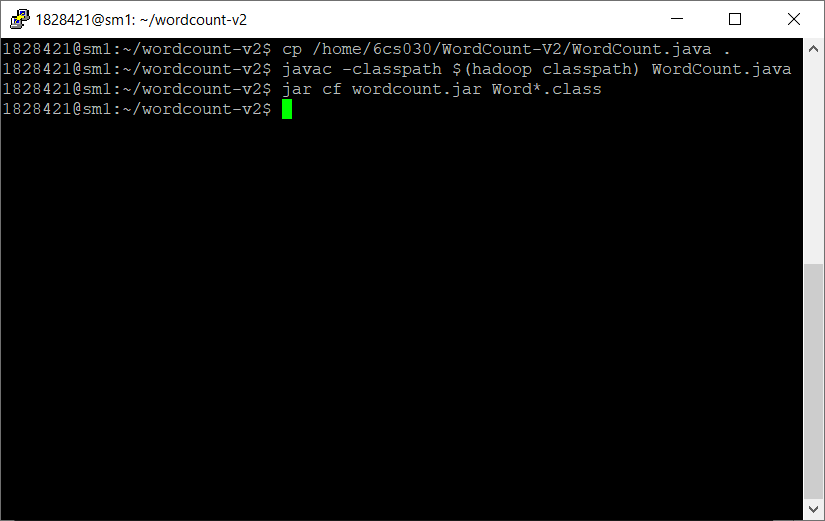 1828421@sm1: ~/wordcount-v2
1828421@sm1:~/wordcount-v2$ cp /home/6cs030/WordCount-V2/WordCount.java .
1828421@sm1:~/wordcount-v2$ javac -classpath $(hadoop classpath) WordCount.java
1828421@sm1:~/wordcount-v2$ jar cf wordcount.jar Word*.class
1828421@sm1:~/wordcount-v2$